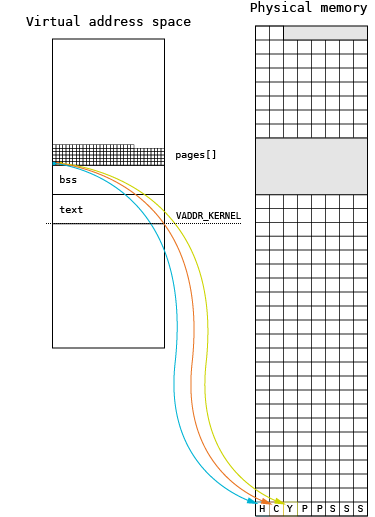 Physical memory
Virtual address space
pages[]
bss
text
VADDR_KERNEL
H C Y P P S S S